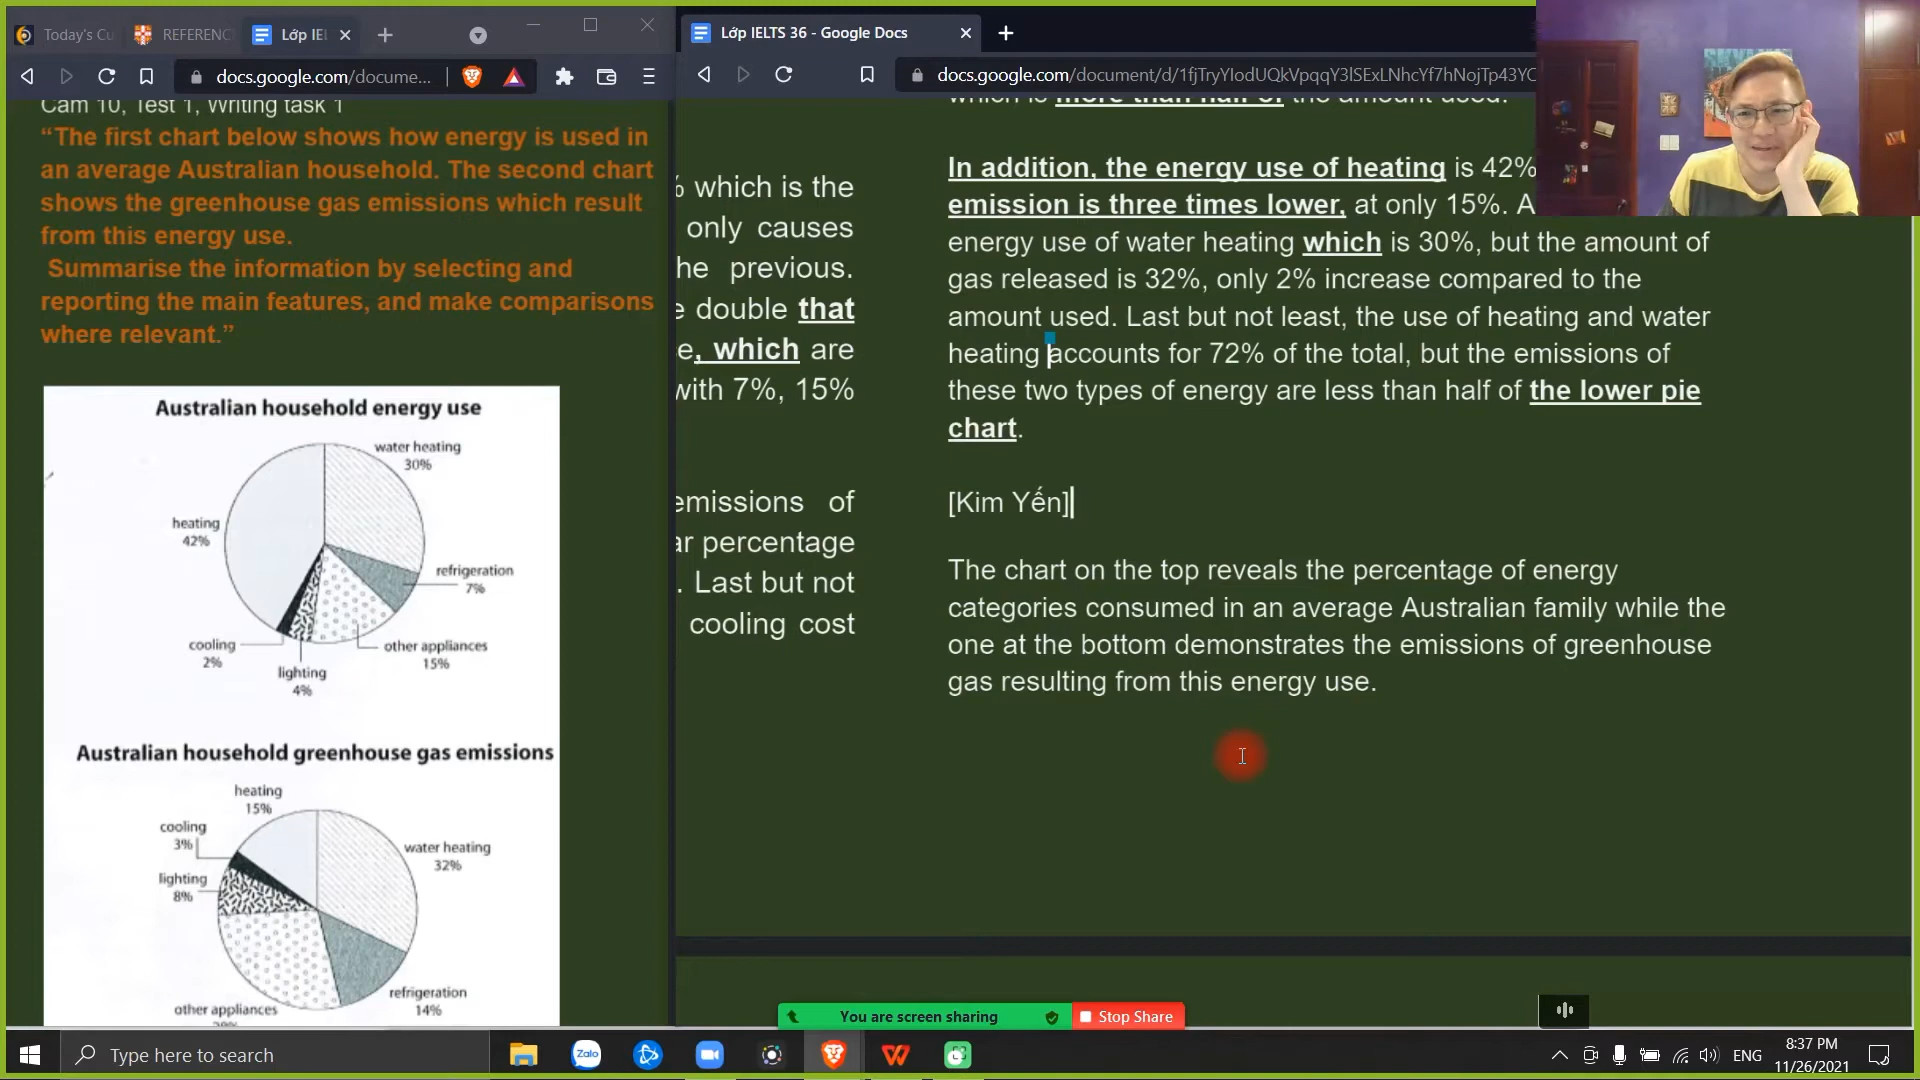 Today's Cu
REFERENC
Lớp IE
Lớp IELTS 36 - Google Docs
docs.google.com/docume...
docs.google.com/document/d/1fjTryYIodUQkVpqqY3lSExLNhcYf7hNojTp43YC
Cam 10, Test 1, Writing task 1
“The first chart below shows how energy is used in
an average Australian household. The second chart
shows the greenhouse gas emissions which result
from this energy use.
Summarise the information by selecting and
reporting the main features, and make comparisons
where relevant.”
Australian household energy use
water heating
30%
heating
42%
refrigeration
7%
cooling
2%
other appliances
15%
lighting
4%
Australian household greenhouse gas emissions
heating
15%
cooling
3%
water heating
32%
lighting
8%
refrigeration
14%
other appliances
% which is the
only causes
he previous.
e double that
e, which are
with 7%, 15%
emissions of
ar percentage
. Last but not
cooling cost
which is more than half of the amount used.
In addition, the energy use of heating is 42%
emission is three times lower, at only 15%. A
energy use of water heating which is 30%, but the amount of
gas released is 32%, only 2% increase compared to the
amount used. Last but not least, the use of heating and water
heating accounts for 72% of the total, but the emissions of
these two types of energy are less than half of the lower pie
chart.
[Kim Yến]
The chart on the top reveals the percentage of energy
categories consumed in an average Australian family while the
one at the bottom demonstrates the emissions of greenhouse
gas resulting from this energy use.
You are screen sharing
Stop Share
Type here to search
Zalo
ENG
8:37 PM
11/26/2021